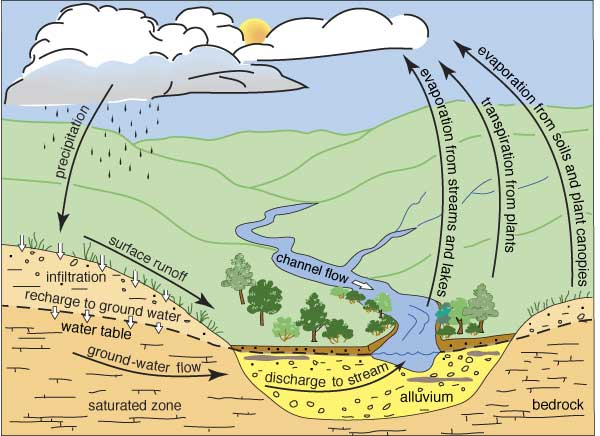 precipitation
evaporation from streams and lakes
transpiration from plants
evaporation from soils and plant canopies
surface runoff
channel flow
infiltration
recharge to ground water
water table
ground-water flow
discharge to stream
alluvium
saturated zone
bedrock